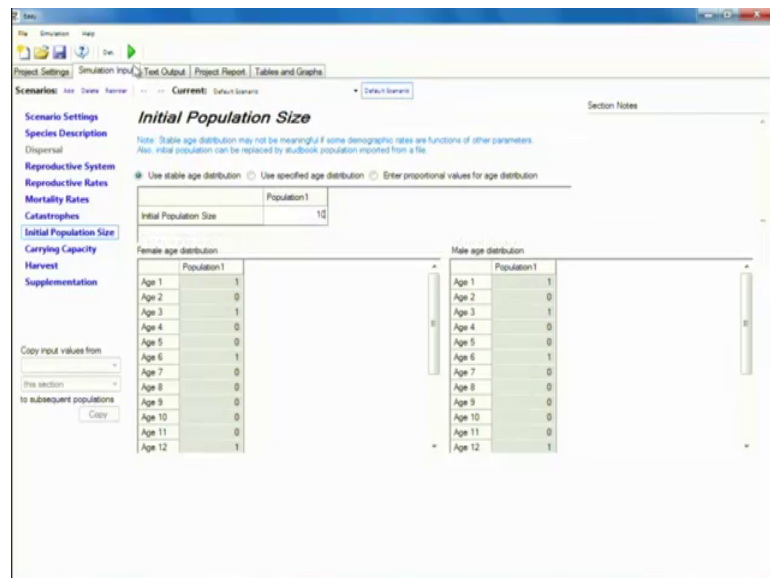 File Simulation Help
Project Settings Simulation Input Text Output Project Report Tables and Graphs
Scenarios: Add Delete Reorder Current: Default Scenario Default Scenario
Scenario Settings
Species Description
Dispersal
Reproductive System
Reproductive Rates
Mortality Rates
Catastrophes
Initial Population Size
Carrying Capacity
Harvest
Supplementation
Copy input values from
this section
to subsequent populations
Copy
Initial Population Size
Note: Stable age distribution may not be meaningful if some demographic rates are functions of other parameters.
Also, initial population can be replaced by studbook population imported from a file.
Use stable age distribution Use specified age distribution Enter proportional values for age distribution
Population1
Initial Population Size 10
Female age distribution
Population1
Age 1 1
Age 2 0
Age 3 1
Age 4 0
Age 5 0
Age 6 1
Age 7 0
Age 8 0
Age 9 0
Age 10 0
Age 11 0
Age 12 1
Male age distribution
Population1
Age 1 1
Age 2 0
Age 3 1
Age 4 0
Age 5 0
Age 6 1
Age 7 0
Age 8 0
Age 9 0
Age 10 0
Age 11 0
Age 12 1
Section Notes